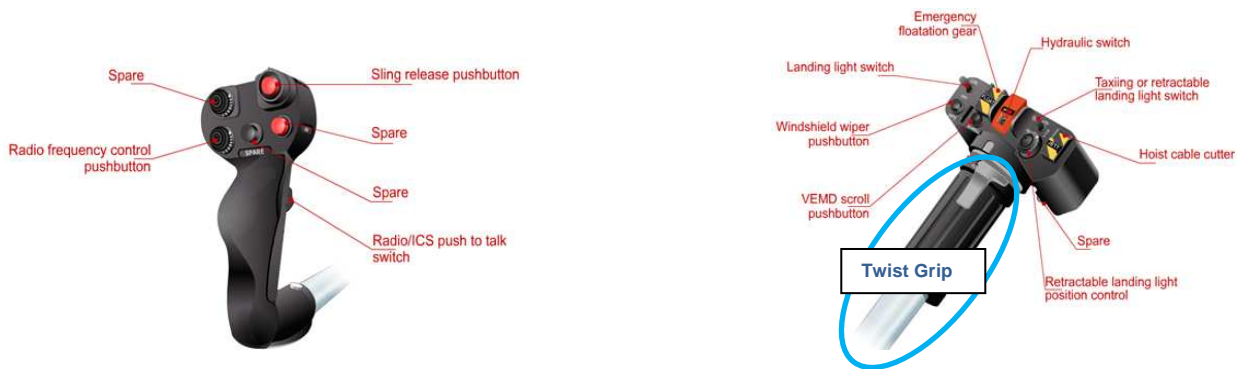 Spare
Sling release pushbutton
Radio frequency control
pushbutton
Spare
SPARE
Spare
Radio/ICS push to talk
switch
Emergency
floatation gear
Hydraulic switch
Landing light switch
Taxiing or retractable
landing light switch
Windshield wiper
pushbutton
Hoist cable cutter
VEMD scroll
pushbutton
Spare
Twist Grip
Retractable landing light
position control